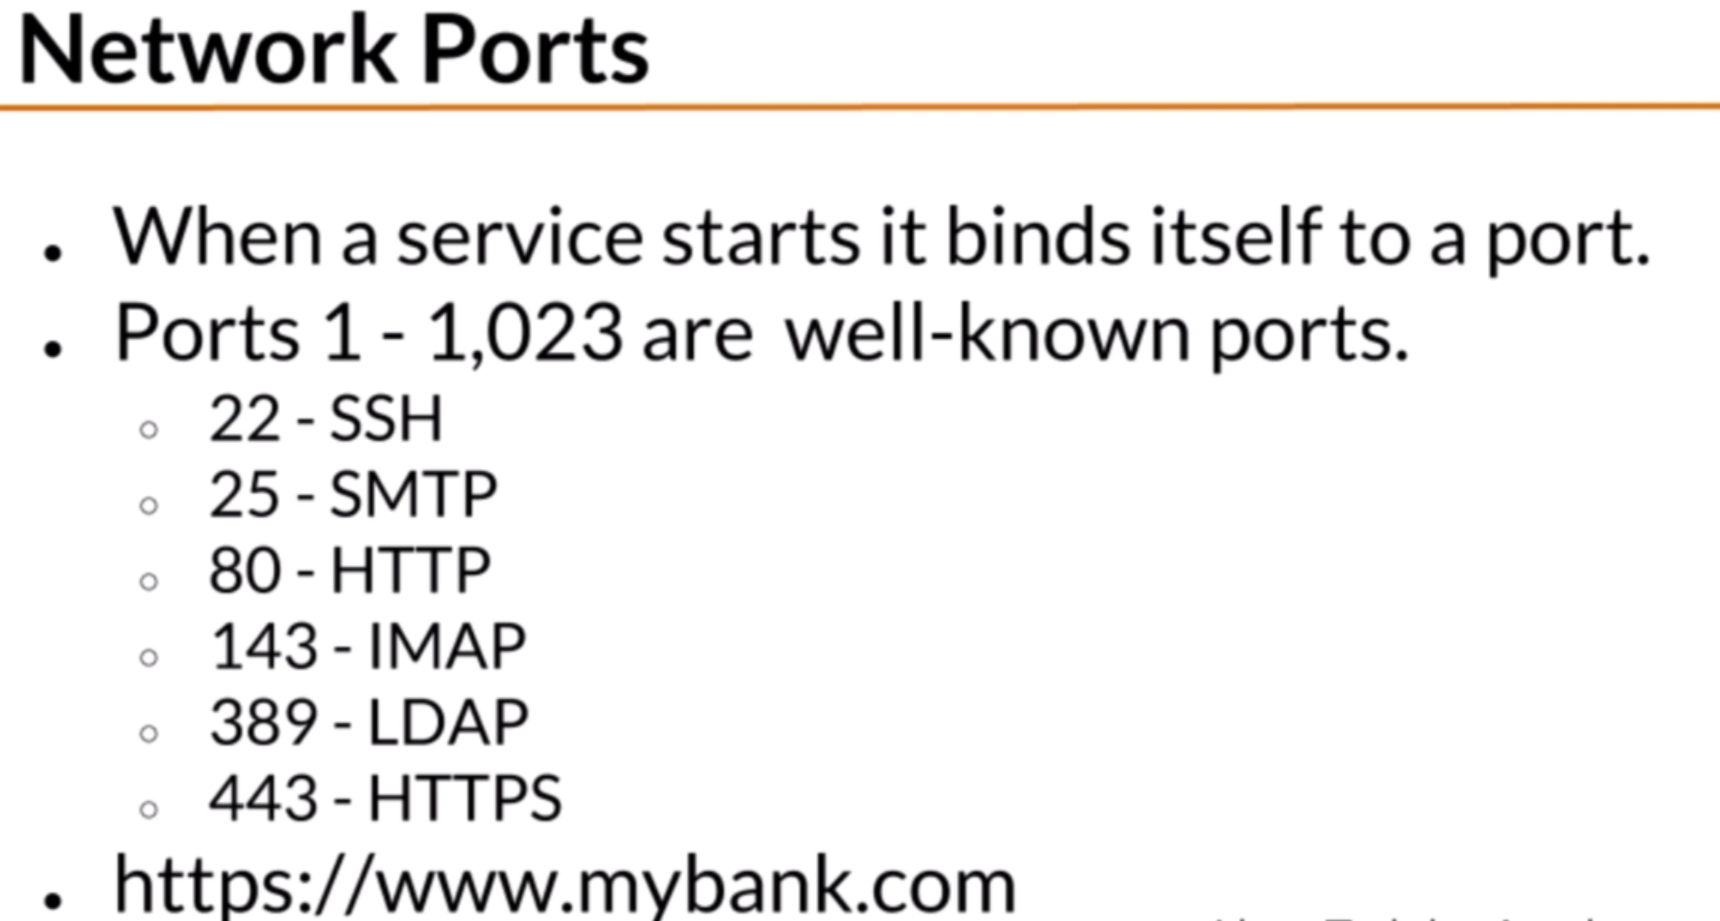 Network Ports
• When a service starts it binds itself to a port.
• Ports 1 - 1,023 are  well-known ports.
○ 22 - SSH
○ 25 - SMTP
○ 80 - HTTP
○ 143 - IMAP
○ 389 - LDAP
○ 443 - HTTPS
• https://www.mybank.com